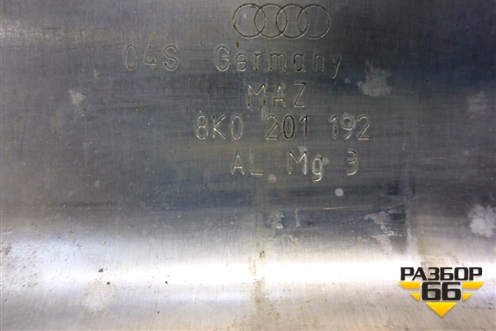 04S Germany
MAZ
8K0 201 192
AL Mg 3
РАЗБОР
66